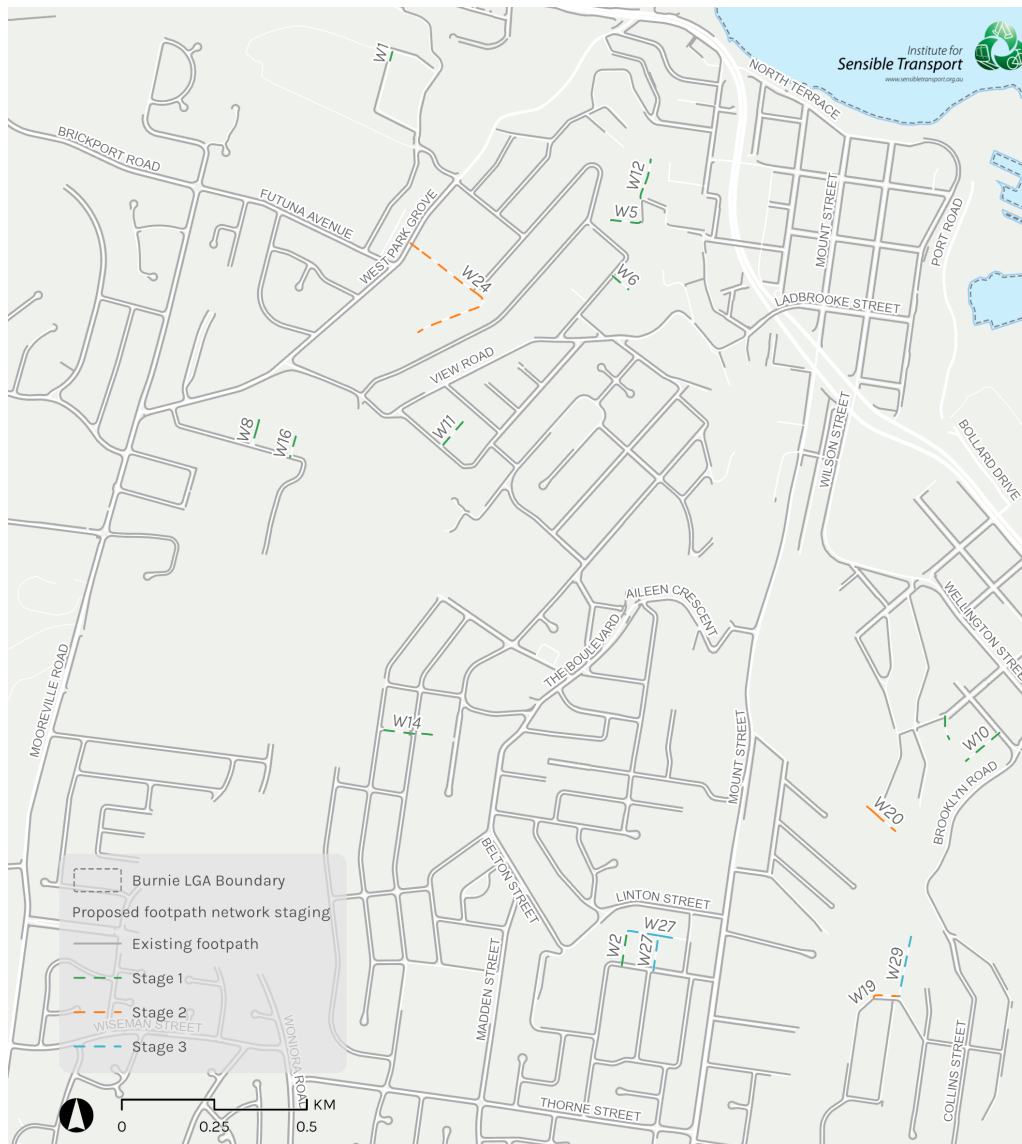 Institute for
Sensible Transport
www.sensibletransport.org.au
W1
NORTH TERRACE
BRICKPORT ROAD
W12
FUTUNA AVENUE
W5
MOUNT STREET
PORT ROAD
WEST PARK GROVE
W24
W6
LADBROOKE STREET
VIEW ROAD
W8
W16
W11
WILSON STREET
BOLLARD DRIVE
AILEEN CRESCENT
WELLINGTON STREET
THE BOULEVARD
MOOREVILLE ROAD
W14
W10
MOUNT STREET
BROOKLYN ROAD
W20
BELTON STREET
LINTON STREET
W27
W2
W27
W29
W19
MADDEN STREET
COLLINS STREET
THORNE STREET
Burnie LGA Boundary
Proposed footpath network staging
Existing footpath
Stage 1
Stage 2
WISEMAN STREET
WONIORA ROAD
Stage 3
KM
0
0.25
0.5